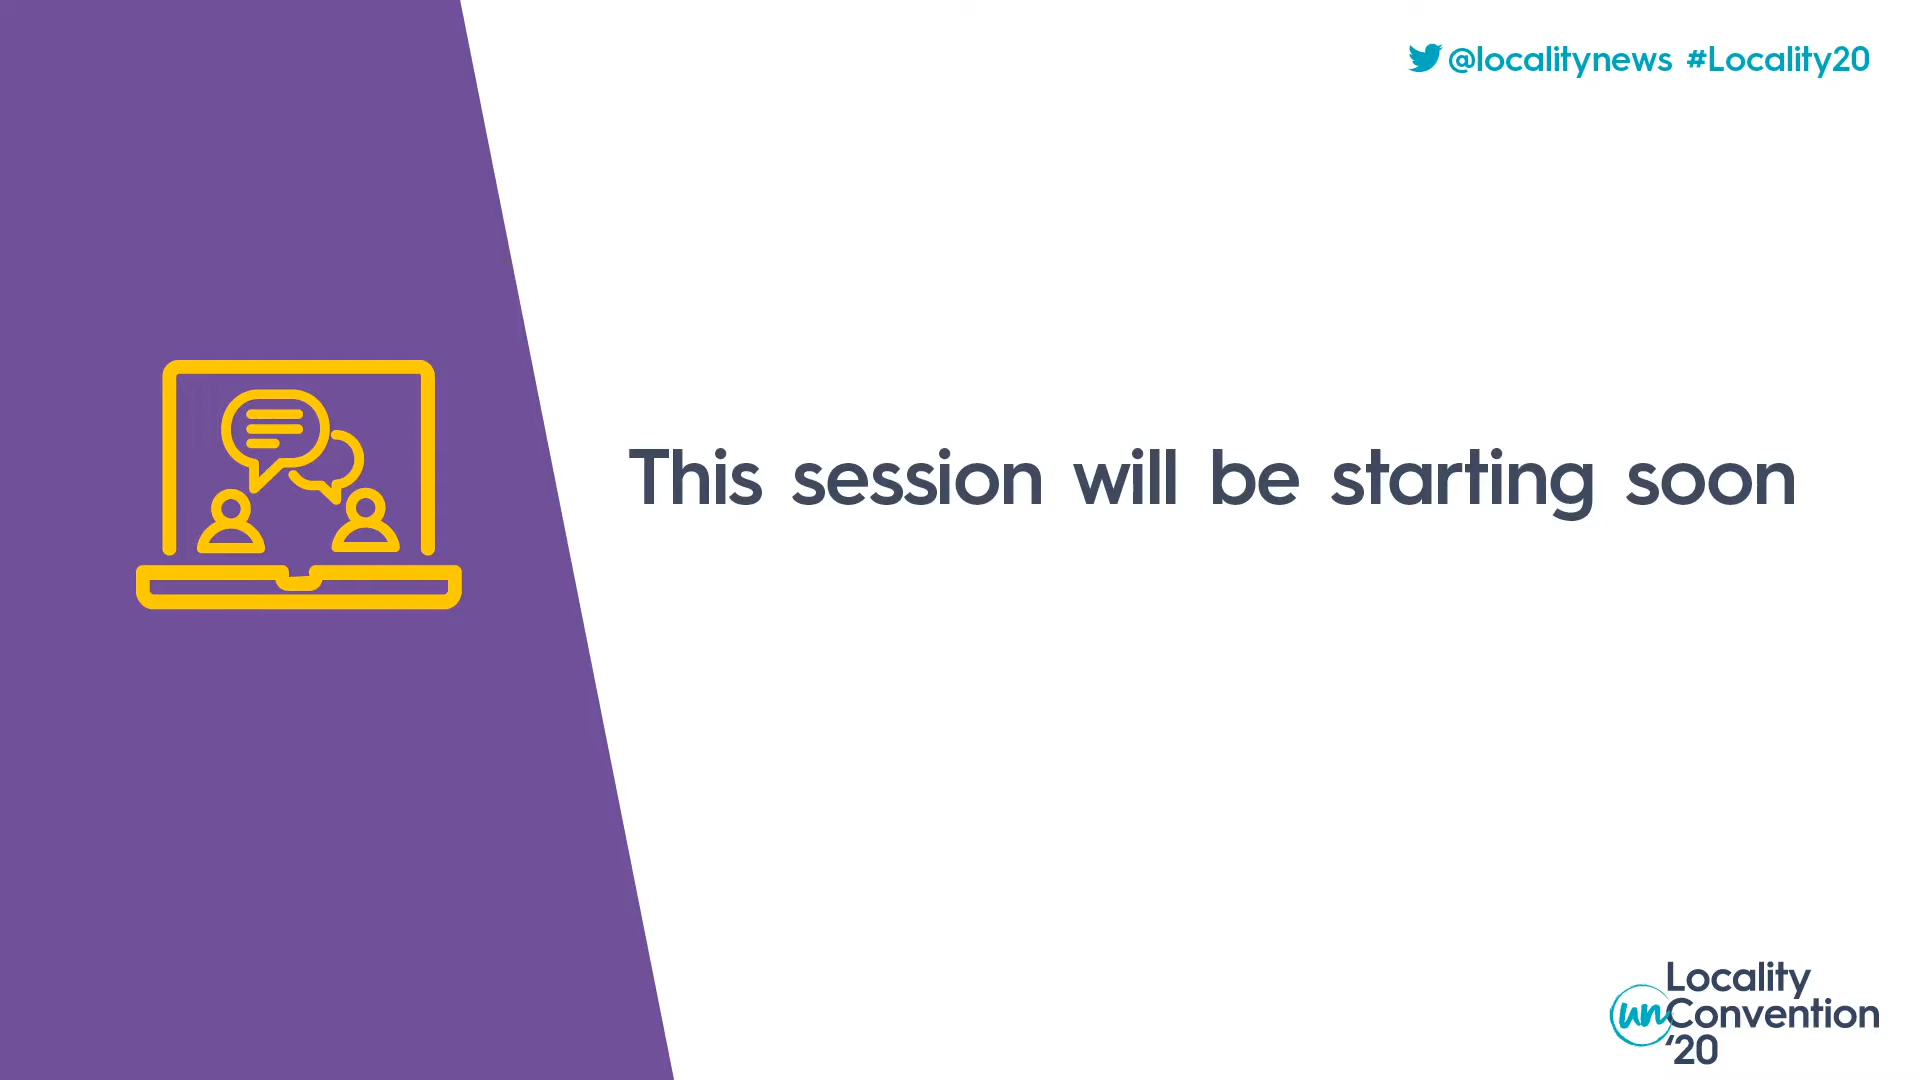 @localitynews #Locality20
This session will be starting soon
Locality
unConvention
'20